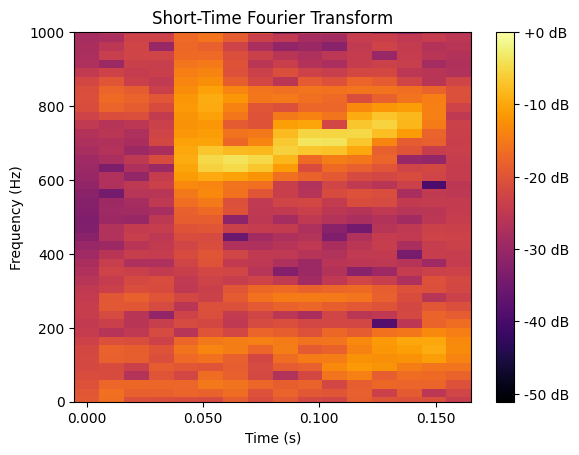 Short-Time Fourier Transform
1000
800
600
400
200
0
Frequency (Hz)
0.000
0.050
0.100
0.150
Time (s)
+0 dB
-10 dB
-20 dB
-30 dB
-40 dB
-50 dB